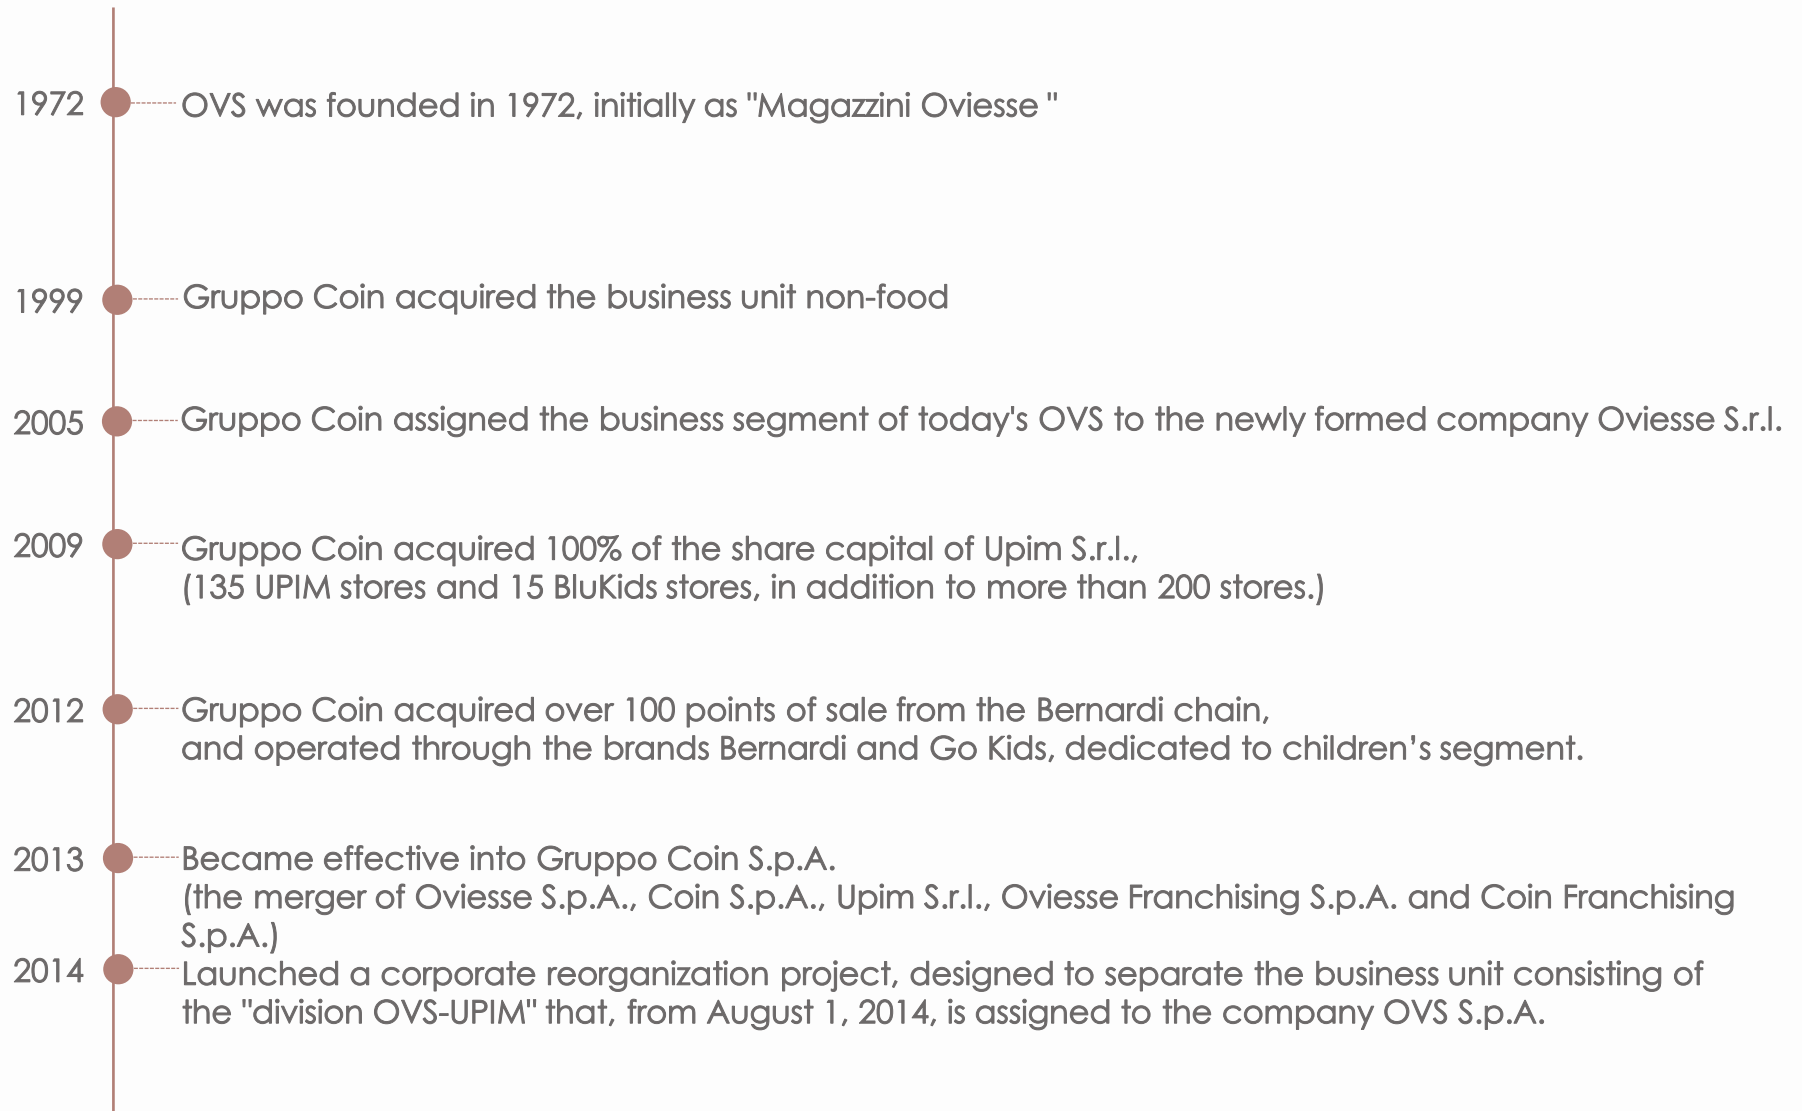 1972 OVS was founded in 1972, initially as "Magazzini Oviesse "
1999 Gruppo Coin acquired the business unit non-food
2005 Gruppo Coin assigned the business segment of today's OVS to the newly formed company Oviesse S.r.l.
2009 Gruppo Coin acquired 100% of the share capital of Upim S.r.l.,
(135 UPIM stores and 15 BluKids stores, in addition to more than 200 stores.)
2012 Gruppo Coin acquired over 100 points of sale from the Bernardi chain,
and operated through the brands Bernardi and Go Kids, dedicated to children’s segment.
2013 Became effective into Gruppo Coin S.p.A.
(the merger of Oviesse S.p.A., Coin S.p.A., Upim S.r.l., Oviesse Franchising S.p.A. and Coin Franchising
S.p.A.)
2014 Launched a corporate reorganization project, designed to separate the business unit consisting of
the "division OVS-UPIM" that, from August 1, 2014, is assigned to the company OVS S.p.A.